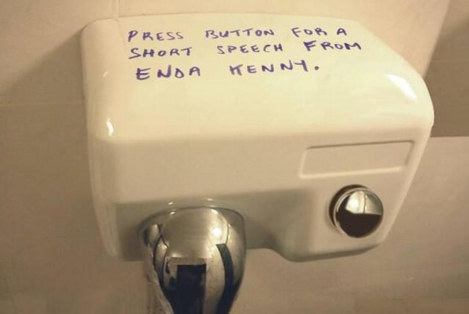 PRESS BUTTON FOR A
SHORT SPEECH FROM
ENDA KENNY.